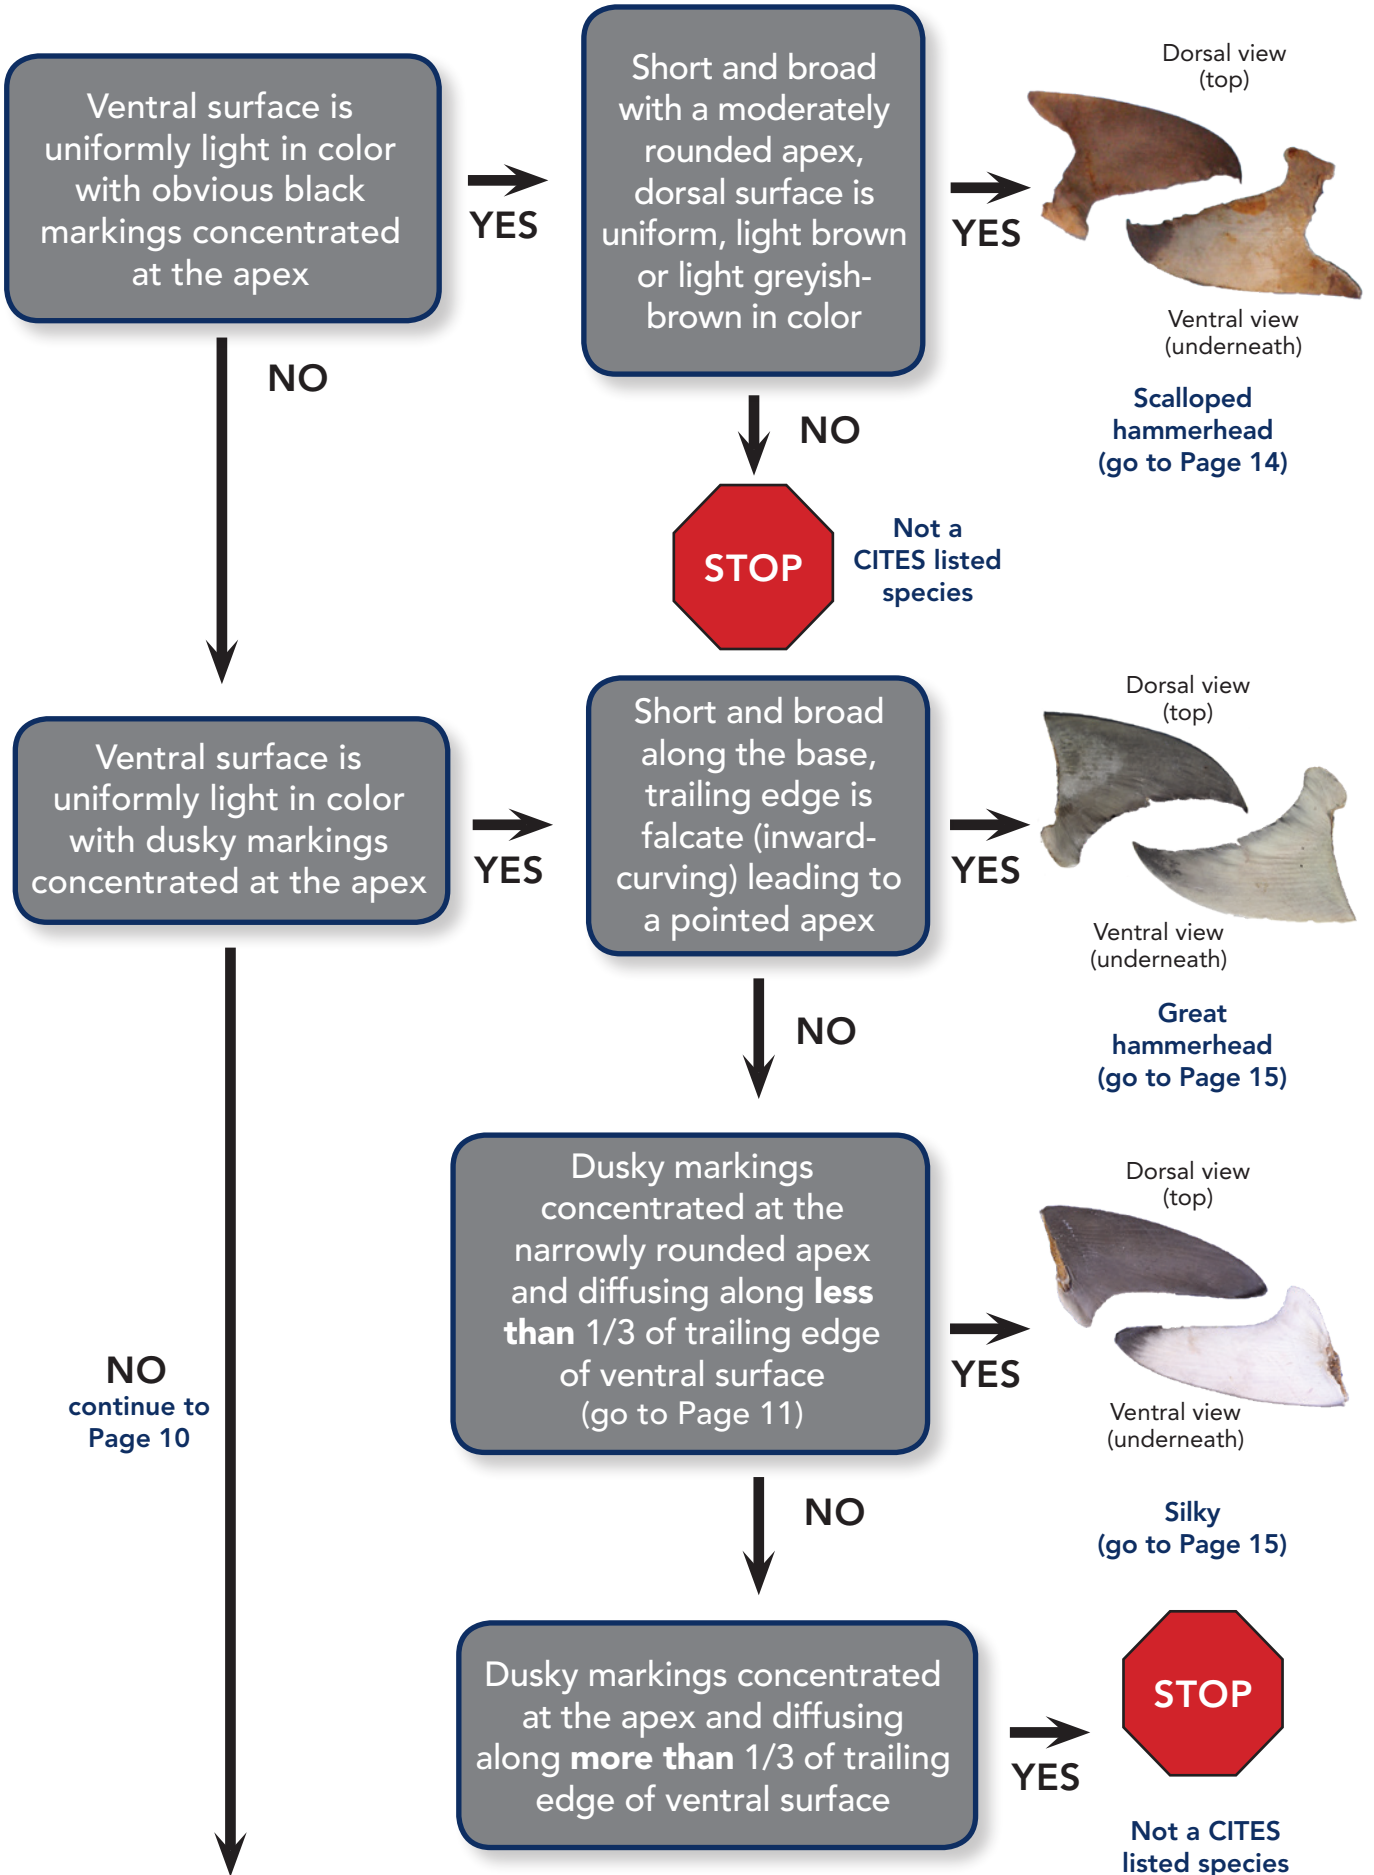 Ventral surface is
uniformly light in color
with obvious black
markings concentrated
at the apex
YES
Short and broad
with a moderately
rounded apex,
dorsal surface is
uniform, light brown
or light greyish-
brown in color
YES
Dorsal view
(top)
Ventral view
(underneath)
Scalloped
hammerhead
(go to Page 14)
NO
NO
STOP
Not a
CITES listed
species
Ventral surface is
uniformly light in color
with dusky markings
concentrated at the apex
YES
Short and broad
along the base,
trailing edge is
falcate (inward-
curving) leading to
a pointed apex
YES
Dorsal view
(top)
Ventral view
(underneath)
Great
hammerhead
(go to Page 15)
NO
Dusky markings
concentrated at the
narrowly rounded apex
and diffusing along less
than 1/3 of trailing edge
of ventral surface
(go to Page 11)
YES
Dorsal view
(top)
Ventral view
(underneath)
Silky
(go to Page 15)
NO
continue to
Page 10
NO
Dusky markings concentrated
at the apex and diffusing
along more than 1/3 of trailing
edge of ventral surface
YES
STOP
Not a CITES
listed species